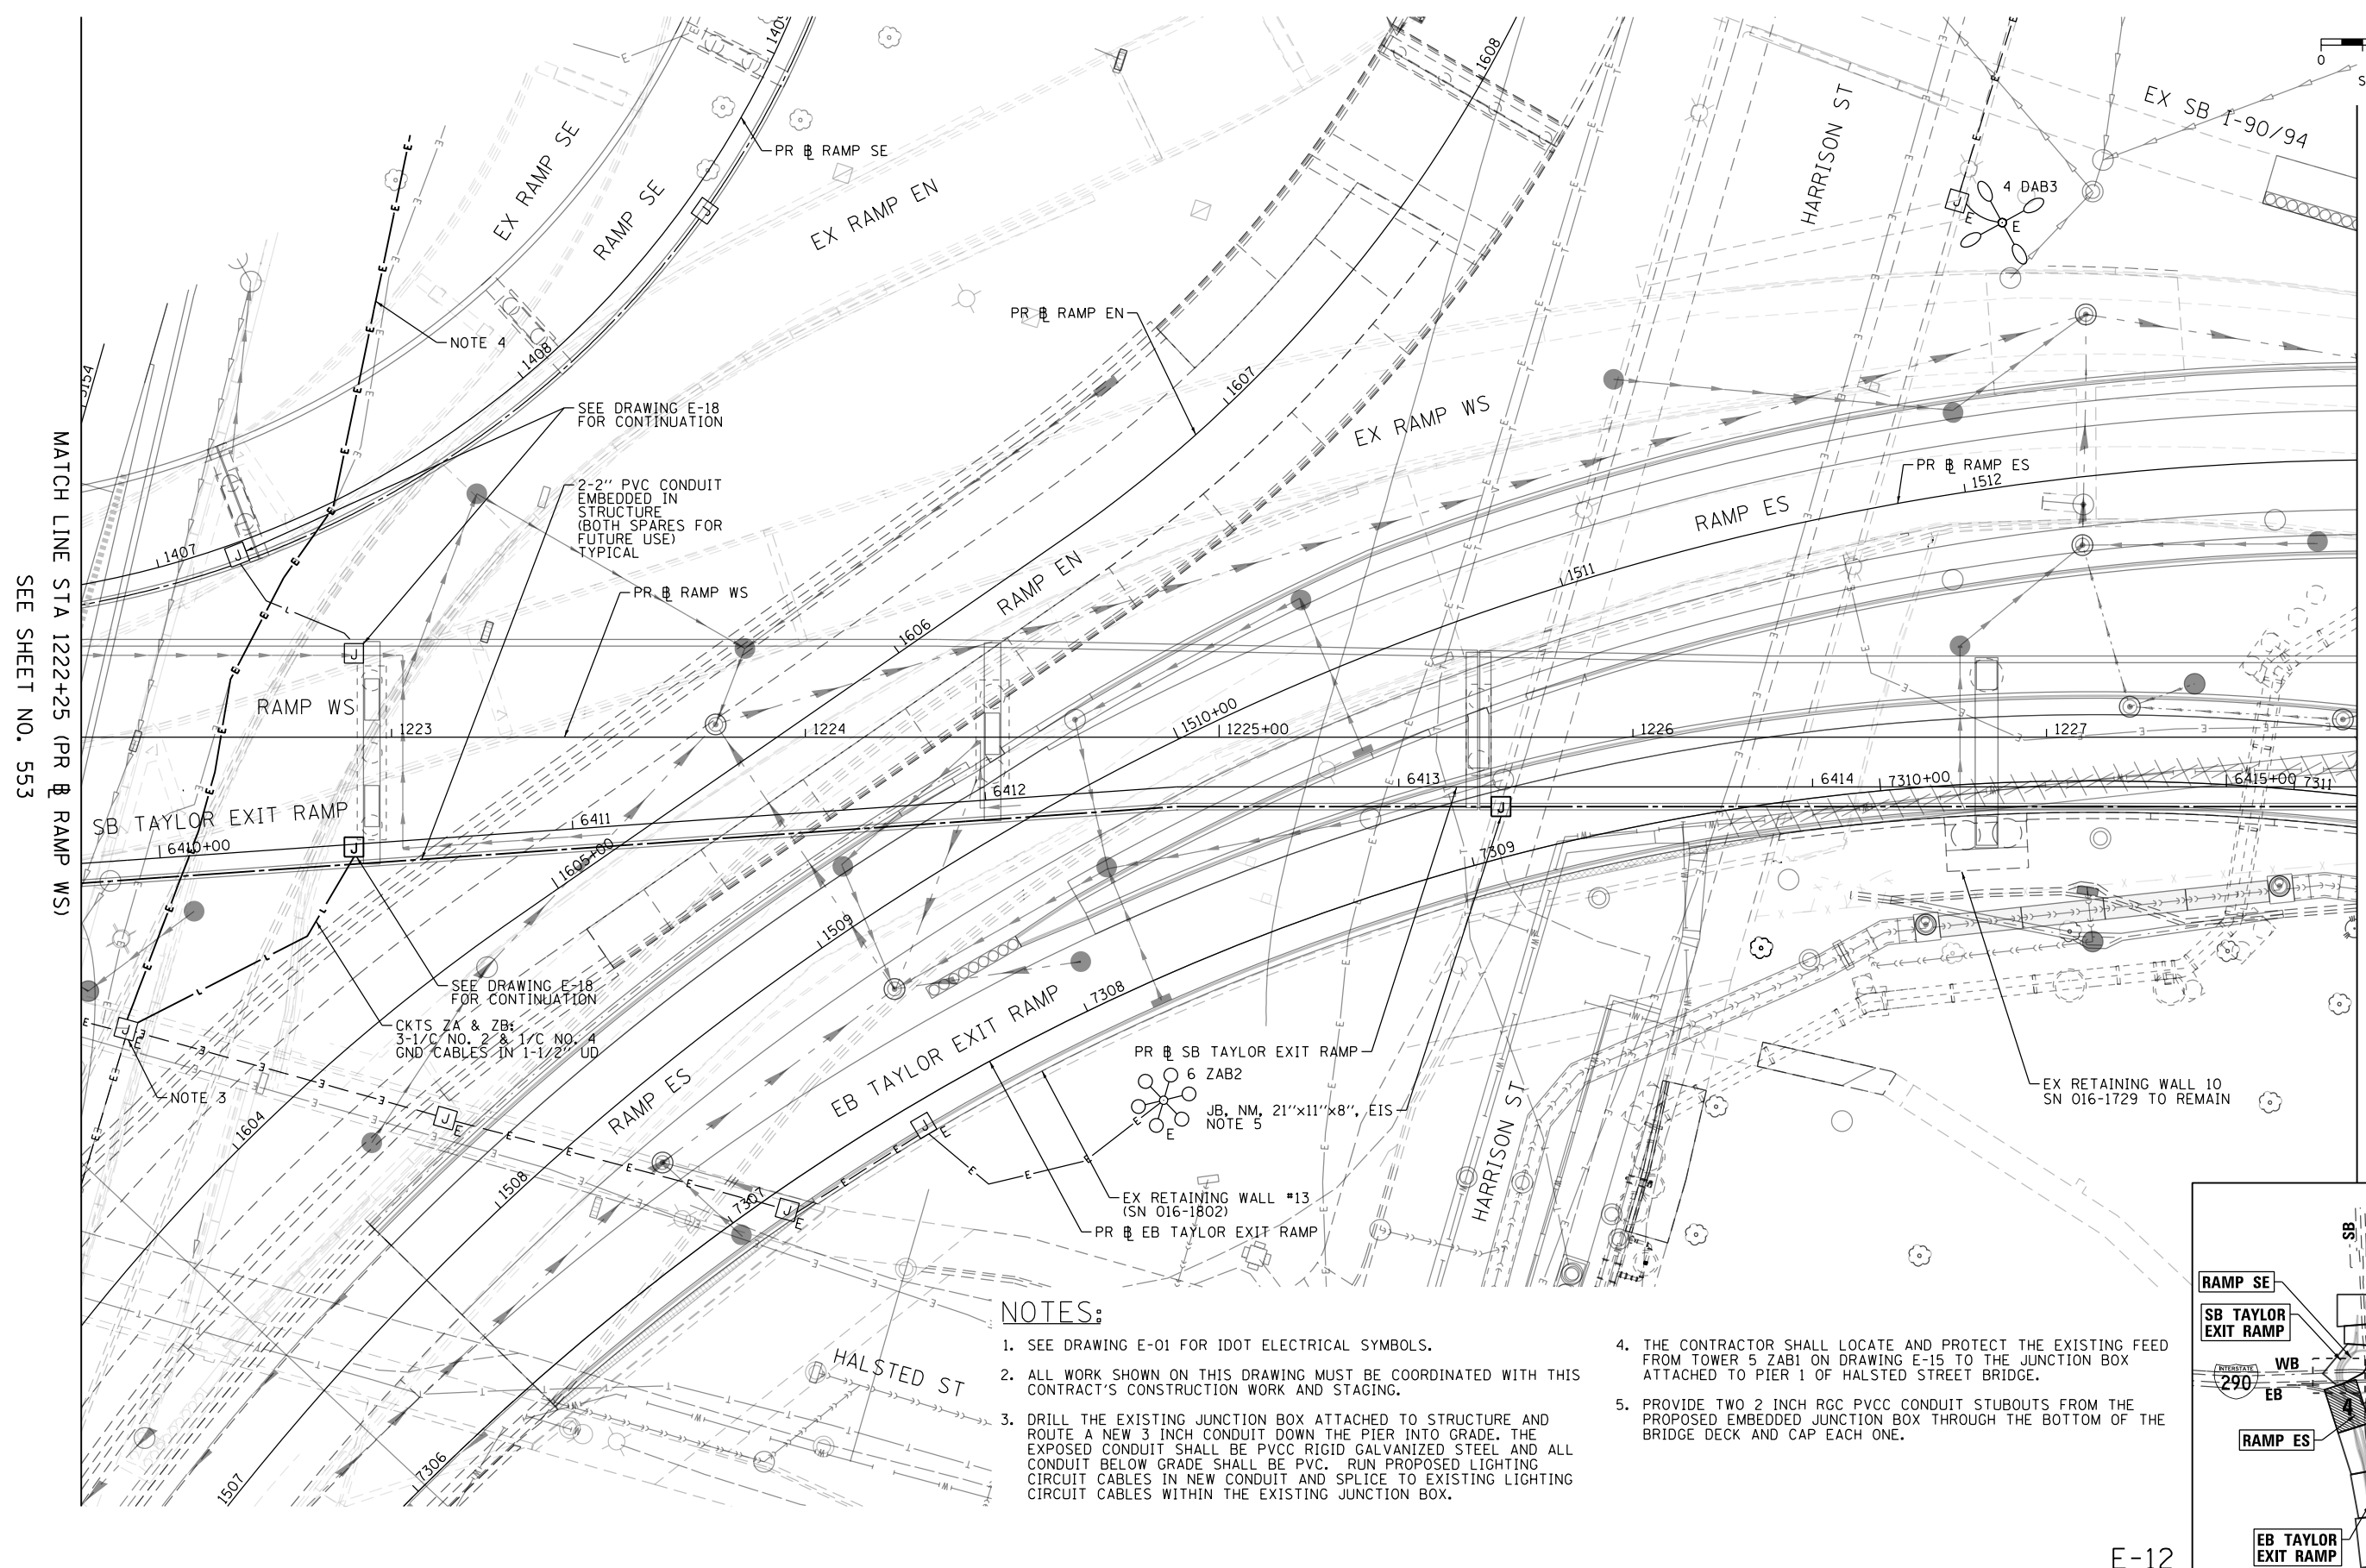 1409
1608
0
S
EX SB I-90/94
HARRISON ST
EX RAMP SE
RAMP SE
PR BL RAMP SE
EX RAMP EN
4 DAB3
J
E
E
PR BL RAMP EN
NOTE 4
1408
5154
1607
SEE DRAWING E-18
FOR CONTINUATION
EX RAMP WS
PR BL RAMP ES
1512
RAMP ES
2-2" PVC CONDUIT
EMBEDDED IN
STRUCTURE
(BOTH SPARES FOR
FUTURE USE)
TYPICAL
1407
1511
RAMP EN
PR BL RAMP WS
1606
MATCH LINE STA 1222+25 (PR BL RAMP WS)
SEE SHEET NO. 553
RAMP WS
1223
1224
1510+00
1225+00
1226
1227
6413
6414
7310+00
6415+00
7311
6412
6411
SB TAYLOR EXIT RAMP
6410+00
1605+00
7309
1509
SEE DRAWING E-18
FOR CONTINUATION
CKTS ZA & ZB:
3-1/C NO. 2 & 1/C NO. 4
GND CABLES IN 1-1/2" UD
7308
EB TAYLOR EXIT RAMP
PR BL SB TAYLOR EXIT RAMP
6 ZAB2
JB, NM, 21"x11"x8", EIS
NOTE 5
HARRISON ST
EX RETAINING WALL 10
SN 016-1729 TO REMAIN
NOTE 3
1604
RAMP ES
1508
7307
EX RETAINING WALL #13
(SN 016-1802)
PR BL EB TAYLOR EXIT RAMP
HALSTED ST
1507
7306
NOTES:
1. SEE DRAWING E-01 FOR IDOT ELECTRICAL SYMBOLS.
2. ALL WORK SHOWN ON THIS DRAWING MUST BE COORDINATED WITH THIS
CONTRACT'S CONSTRUCTION WORK AND STAGING.
3. DRILL THE EXISTING JUNCTION BOX ATTACHED TO STRUCTURE AND
ROUTE A NEW 3 INCH CONDUIT DOWN THE PIER INTO GRADE. THE
EXPOSED CONDUIT SHALL BE PVCC RIGID GALVANIZED STEEL AND ALL
CONDUIT BELOW GRADE SHALL BE PVC. RUN PROPOSED LIGHTING
CIRCUIT CABLES IN NEW CONDUIT AND SPLICE TO EXISTING LIGHTING
CIRCUIT CABLES WITHIN THE EXISTING JUNCTION BOX.
4. THE CONTRACTOR SHALL LOCATE AND PROTECT THE EXISTING FEED
FROM TOWER 5 ZAB1 ON DRAWING E-15 TO THE JUNCTION BOX
ATTACHED TO PIER 1 OF HALSTED STREET BRIDGE.
5. PROVIDE TWO 2 INCH RGC PVCC CONDUIT STUBOUTS FROM THE
PROPOSED EMBEDDED JUNCTION BOX THROUGH THE BOTTOM OF THE
BRIDGE DECK AND CAP EACH ONE.
SB
RAMP SE
SB TAYLOR
EXIT RAMP
INTERSTATE
290
WB
EB
4
RAMP ES
EB TAYLOR
EXIT RAMP
E-12